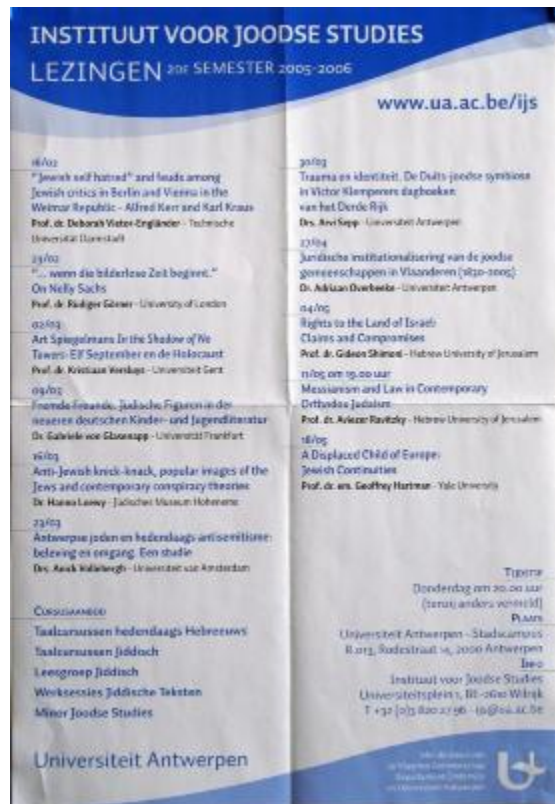 INSTITUUT VOOR JOODSE STUDIES
LEZINGEN 2DE SEMESTER 2005-2006
www.ua.ac.be/ijs
16/02
"Jewish self hatred" and feuds among
Jewish critics in Berlin and Vienna in the
Weimar Republic - Alfred Kerr and Karl Kraus
Prof. dr. Deborah Vietor-Engländer - Technische
Universität Darmstadt
23/02
"... wenn die bilderlose Zeit beginnt."
On Nelly Sachs
Prof. dr. Rüdiger Görner - University of London
02/03
Art Spiegelmans In the Shadow of No
Towers: Elf September en de Holocaust
Prof. dr. Kristiaan Versluys - Universiteit Gent
09/03
Fremde Freunde. Jüdische Figuren in der
neueren deutschen Kinder- und Jugendliteratur
Dr. Gabriele von Glasenapp - Universität Frankfurt
16/03
Anti-Jewish knick-knack, popular images of the
Jews and contemporary conspiracy theories
Dr. Hanno Loewy - Jüdisches Museum Hohenems
23/03
Antwerpse joden en hedendaags antisemitisme:
beleving en omgang. Een studie
Drs. Anick Vollebergh - Universiteit van Amsterdam
CURSUSAANBOD
Taalcursussen hedendaags Hebreeuws
Taalcursussen Jiddisch
Leesgroep Jiddisch
Werksessies Jiddische Teksten
Minor Joodse Studies
Universiteit Antwerpen
30/03
Trauma en identiteit. De Duits-joodse symbiose
in Victor Klemperers dagboeken
van het Derde Rijk
Drs. Arvi Sepp - Universiteit Antwerpen
27/04
Juridische institutionalisering van de joodse
gemeenschappen in Vlaanderen (1830-2005)
Dr. Adriaan Overbeeke - Universiteit Antwerpen
04/05
Rights to the Land of Israel:
Claims and Compromises
Prof. dr. Gideon Shimoni - Hebrew University of Jerusalem
11/05 om 19.00 uur
Messianism and Law in Contemporary
Orthodox Judaism
Prof. dr. Aviezer Ravitzky - Hebrew University of Jerusalem
18/05
A Displaced Child of Europe:
Jewish Continuities
Prof. dr. em. Geoffrey Hartman - Yale University
TIJDSTIP
Donderdag om 20.00 uur
(tenzij anders vermeld)
PLAATS
Universiteit Antwerpen - Stadscampus
R.013, Rodestraat 14, 2000 Antwerpen
INFO
Instituut voor Joodse Studies
Universiteitsplein 1, BE-2610 Wilrijk
T +32 (0)3 820 27 96 - ijs@ua.ac.be